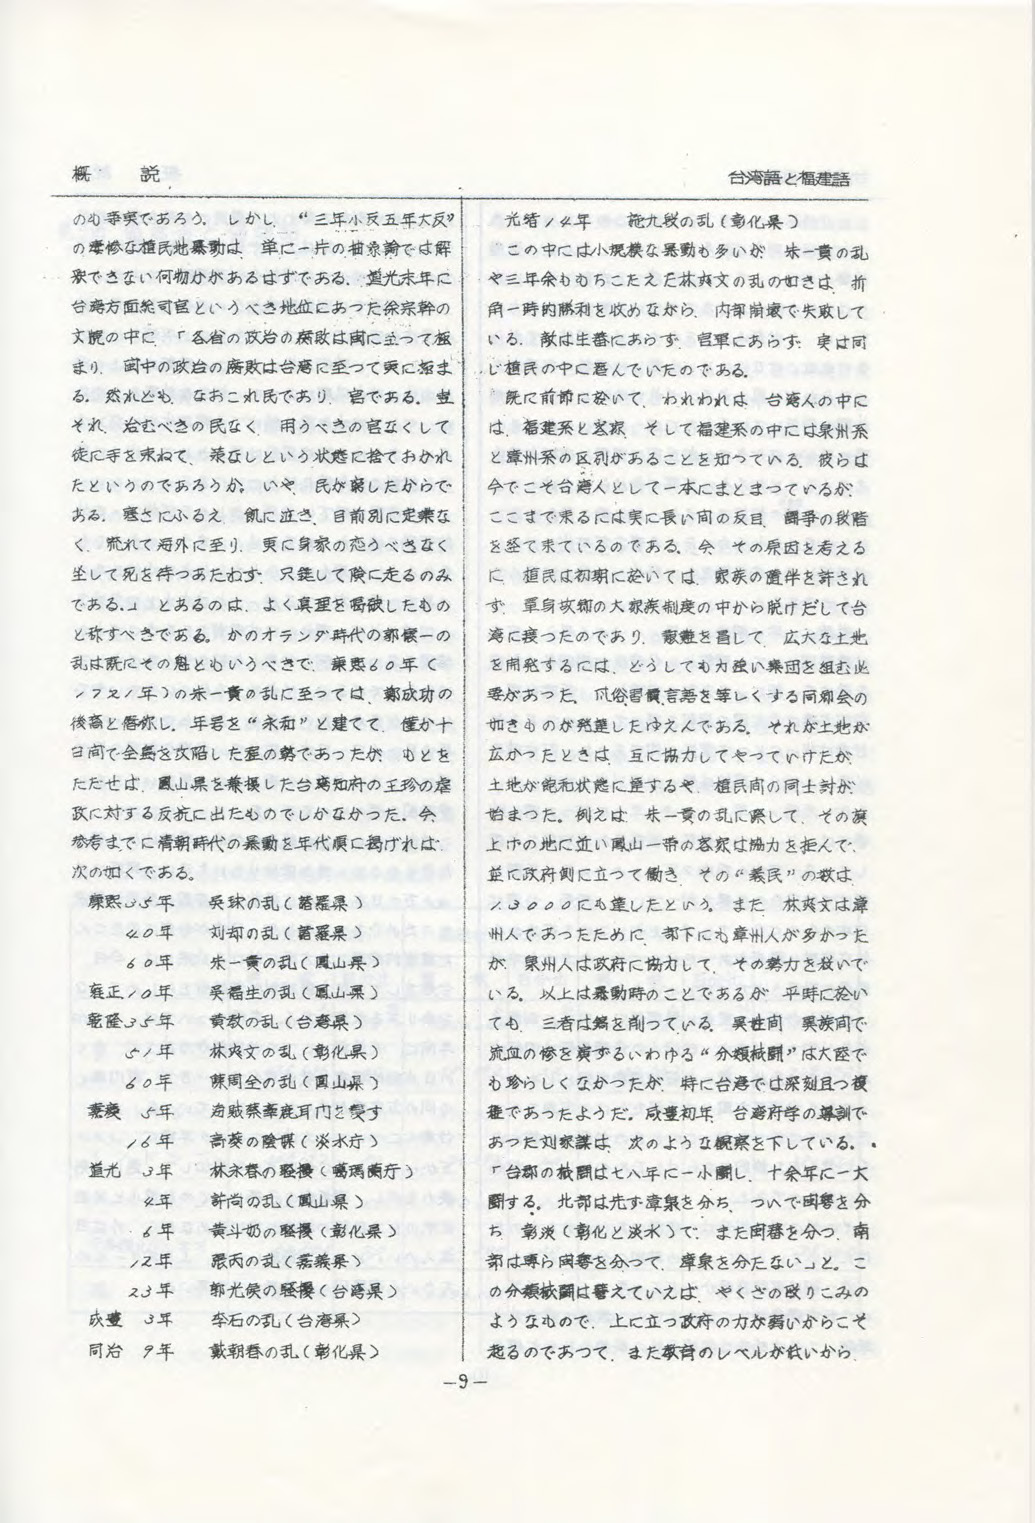 概　説
台湾語と福建語
のも事実であろう。しかし，“三年小反五年大反”
の凄惨な植民地暴動は，単に一片の抽象論では解
釈できない何物かがあるはずである。道光末年に
台湾方面総司官というべき地位にあった徐宗幹の
文牘の中に，「各省の政治の腐敗は閩に至って極
まり，閩中の政治の腐敗は台湾に至つて更に極ま
る。然れども，なおこれ民であり，官である。豈
それ，治むべきの民なく，用うべきの官なくして
徒に手を束ねて，策なしという状態に捨ておかれ
たというのであろうか。いや，民が窮したからで
ある。寒さにふるえ，飢に泣き，目前別に定業な
く，流れて海外に至り，更に身家の恋うべきなく
坐して死を待つあたわず，只鋌して険に走るのみ
である。」とあるのは，よく真理を喝破したもの
と称すべきである。かのオランダ時代の郭懐一の
乱は既にその魁ともいうべきで，康熙60年（
1721年）の朱一貴の乱に至っては，鄭成功の
後裔と僭称し，年号を“永和”と建てて，僅か十
日間で全島を攻陥した程の勢であったが，もとを
ただせば，鳳山県を兼摂した台湾知府の王珍の虐
政に対する反抗に出たものでしかなかった。今，
参考までに清朝時代の暴動を年代順に掲げれば，
次の如くである。
康熙35年　呉球の乱（諸羅県）
40年　刘却の乱（諸羅県）
60年　朱一貴の乱（鳳山県）
雍正10年　呉福生の乱（鳳山県）
乾隆35年　黄教の乱（台湾県）
51年　林爽文の乱（彰化県）
60年　陳周全の乱（鳳山県）
嘉慶　5年　海賊蔡牽鹿耳門を襲う
16年　高夔の陰謀（淡水庁）
道光　3年　林永春の騒擾（葛瑪蘭庁）
4年　許尚の乱（鳳山県）
6年　黄斗奶の騒擾（彰化県）
12年　張丙の乱（嘉義県）
23年　郭光侯の騒擾（台湾県）
咸豊　3年　李石の乱（台湾県）
同治　9年　戴朝春の乱（彰化県）
光緒14年　施九緞の乱（彰化県）
この中には小規模な暴動も多いが，朱一貴の乱
や三年余ももちこたえた林爽文の乱の如きは，折
角一時的勝利を收めながら，内部崩壊で失敗して
いる。敵は生番にあらず，官軍にあらず，実は同
じ植民の中に潜んでいたのである。
既に前節に於いて，われわれは，台湾人の中に
は，福建系と客家，そして福建系の中には泉州系
と漳州系の区別があることを知つている。彼らは
今でこそ台湾人として一本にまとまつているが，
ここまで来るには実に長い間の反目，闘争の段階
を経て来ているのである。今，その原因を考える
に，植民は初期に於いては，家族の携伴を許され
ず，単身故郷の大家族制度の中から脱けだして台
湾に渡つたのであり，艱難を冒して，広大な土地
を開発するには，どうしても力強い集団を組む必
要があった。風俗習慣言語を等しくする同郷会の
如きものが発達したゆえんである。それが土地が
広かつたときは，互に協力してやっていけたが，
土地が飽和状態に達するや，植民間の同士討が
始まつた。例えば，朱一貴の乱に際して，その旗
上げの地に近い鳳山一帯の客家は協力を拒んで，
並に政府側に立つて働き，その“義民”の数は，
13000にも達したという。また，林爽文は漳
州人であったために，部下にも漳州人が多かった
が，泉州人は政府に協力して，その勢力を殺いで
いる。以上は暴動時のことであるが，平時に於い
ても，三者は鎬を削つている。異姓間，異族間で
流血の惨を演ずるいわゆる“分類械闘”は大陸で
も珍らしくなかつたが，特に台湾では深刻且つ複
雑であったようだ。咸豊初年，台湾府学の導訓で
あつた刘家謀は，次のような観察を下している。
「台郡の械闘は七八年に一小闘し，十余年に一大
闘する。北部は先ず漳泉を分ち，ついで閩粤を分
ち，彰淡（彰化と淡水）で，また閩番を分つ。南
部は専ら閩粤を分つて，漳泉を分たない」と。こ
の分類械闘は譬えていえば，やくざの殴りこみの
ようなもので，上に立つ政府の力が弱いからこそ
起るのであつて，また教育のレベルが低いから，
—9—